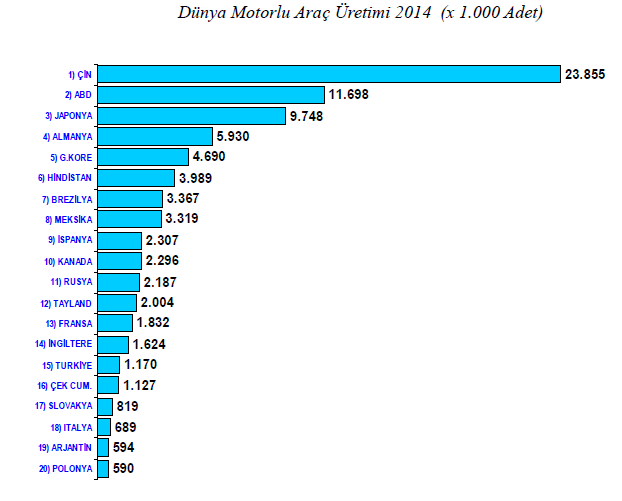 Dünya Motorlu Araç Üretimi 2014 (x 1.000 Adet)
1) ÇİN 23.855
2) ABD 11.698
3) JAPONYA 9.748
4) ALMANYA 5.930
5) G.KORE 4.690
6) HİNDİSTAN 3.989
7) BREZİLYA 3.367
8) MEKSİKA 3.319
9) İSPANYA 2.307
10) KANADA 2.296
11) RUSYA 2.187
12) TAYLAND 2.004
13) FRANSA 1.832
14) İNGİLTERE 1.624
15) TURKİYE 1.170
16) ÇEK CUM. 1.127
17) SLOVAKYA 819
18) ITALYA 689
19) ARJANTİN 594
20) POLONYA 590